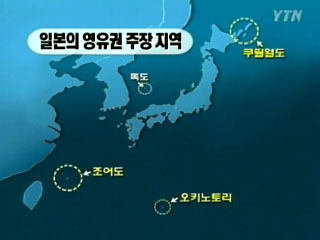 YTN
일본의 영유권 주장 지역
쿠릴열도
독도
조어도
오키노토리